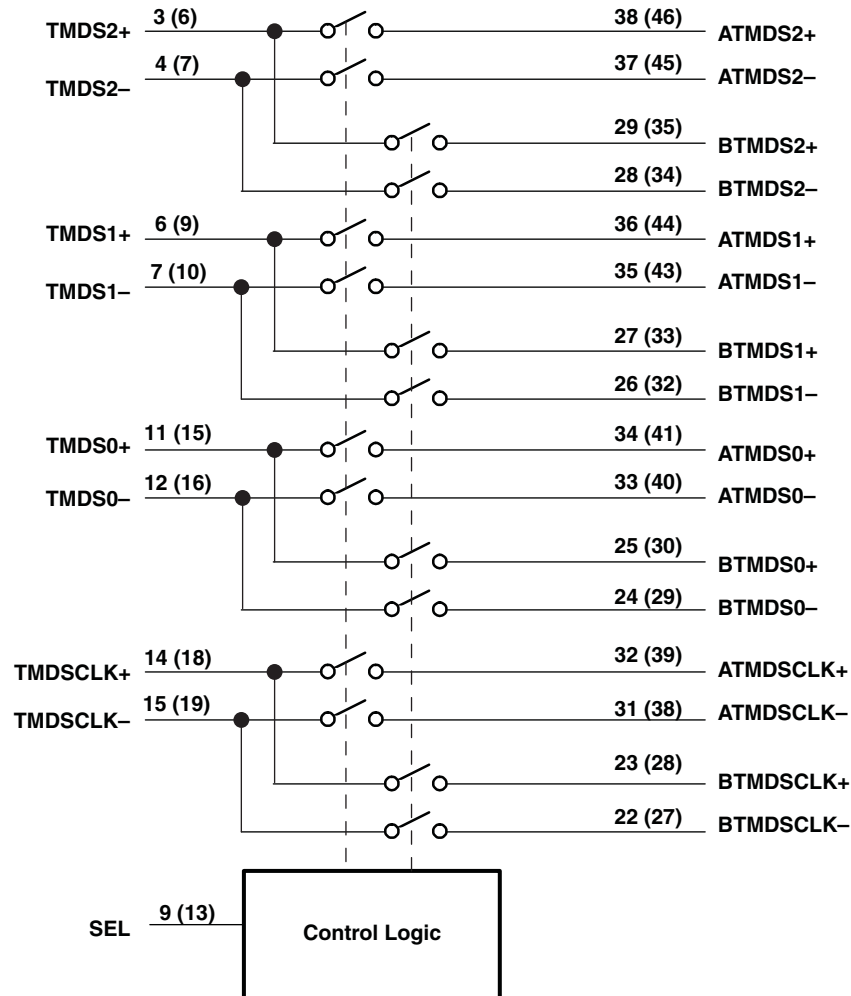 TMDS2+ 3 (6) 38 (46) ATMDS2+
TMDS2– 4 (7) 37 (45) ATMDS2–
29 (35) BTMDS2+
28 (34) BTMDS2–
TMDS1+ 6 (9) 36 (44) ATMDS1+
TMDS1– 7 (10) 35 (43) ATMDS1–
27 (33) BTMDS1+
26 (32) BTMDS1–
TMDS0+ 11 (15) 34 (41) ATMDS0+
TMDS0– 12 (16) 33 (40) ATMDS0–
25 (30) BTMDS0+
24 (29) BTMDS0–
TMDSCLK+ 14 (18) 32 (39) ATMDSCLK+
TMDSCLK– 15 (19) 31 (38) ATMDSCLK–
23 (28) BTMDSCLK+
22 (27) BTMDSCLK–
SEL 9 (13) Control Logic